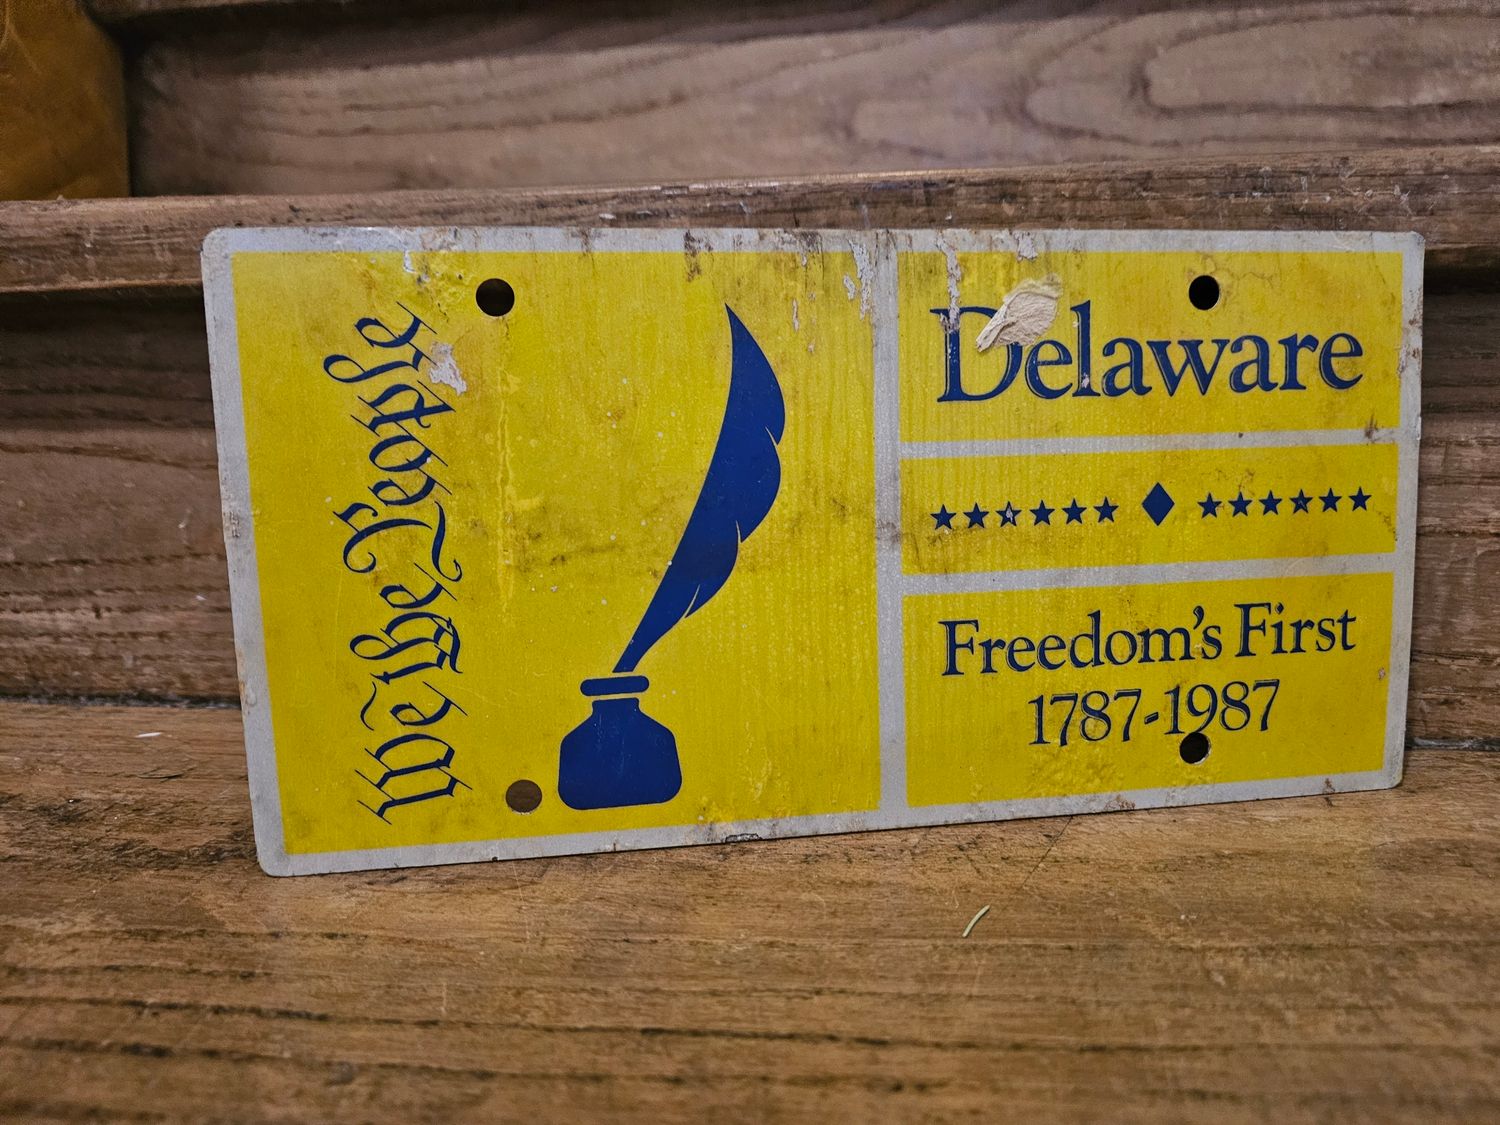 We the People
Delaware
Freedom's First
1787-1987